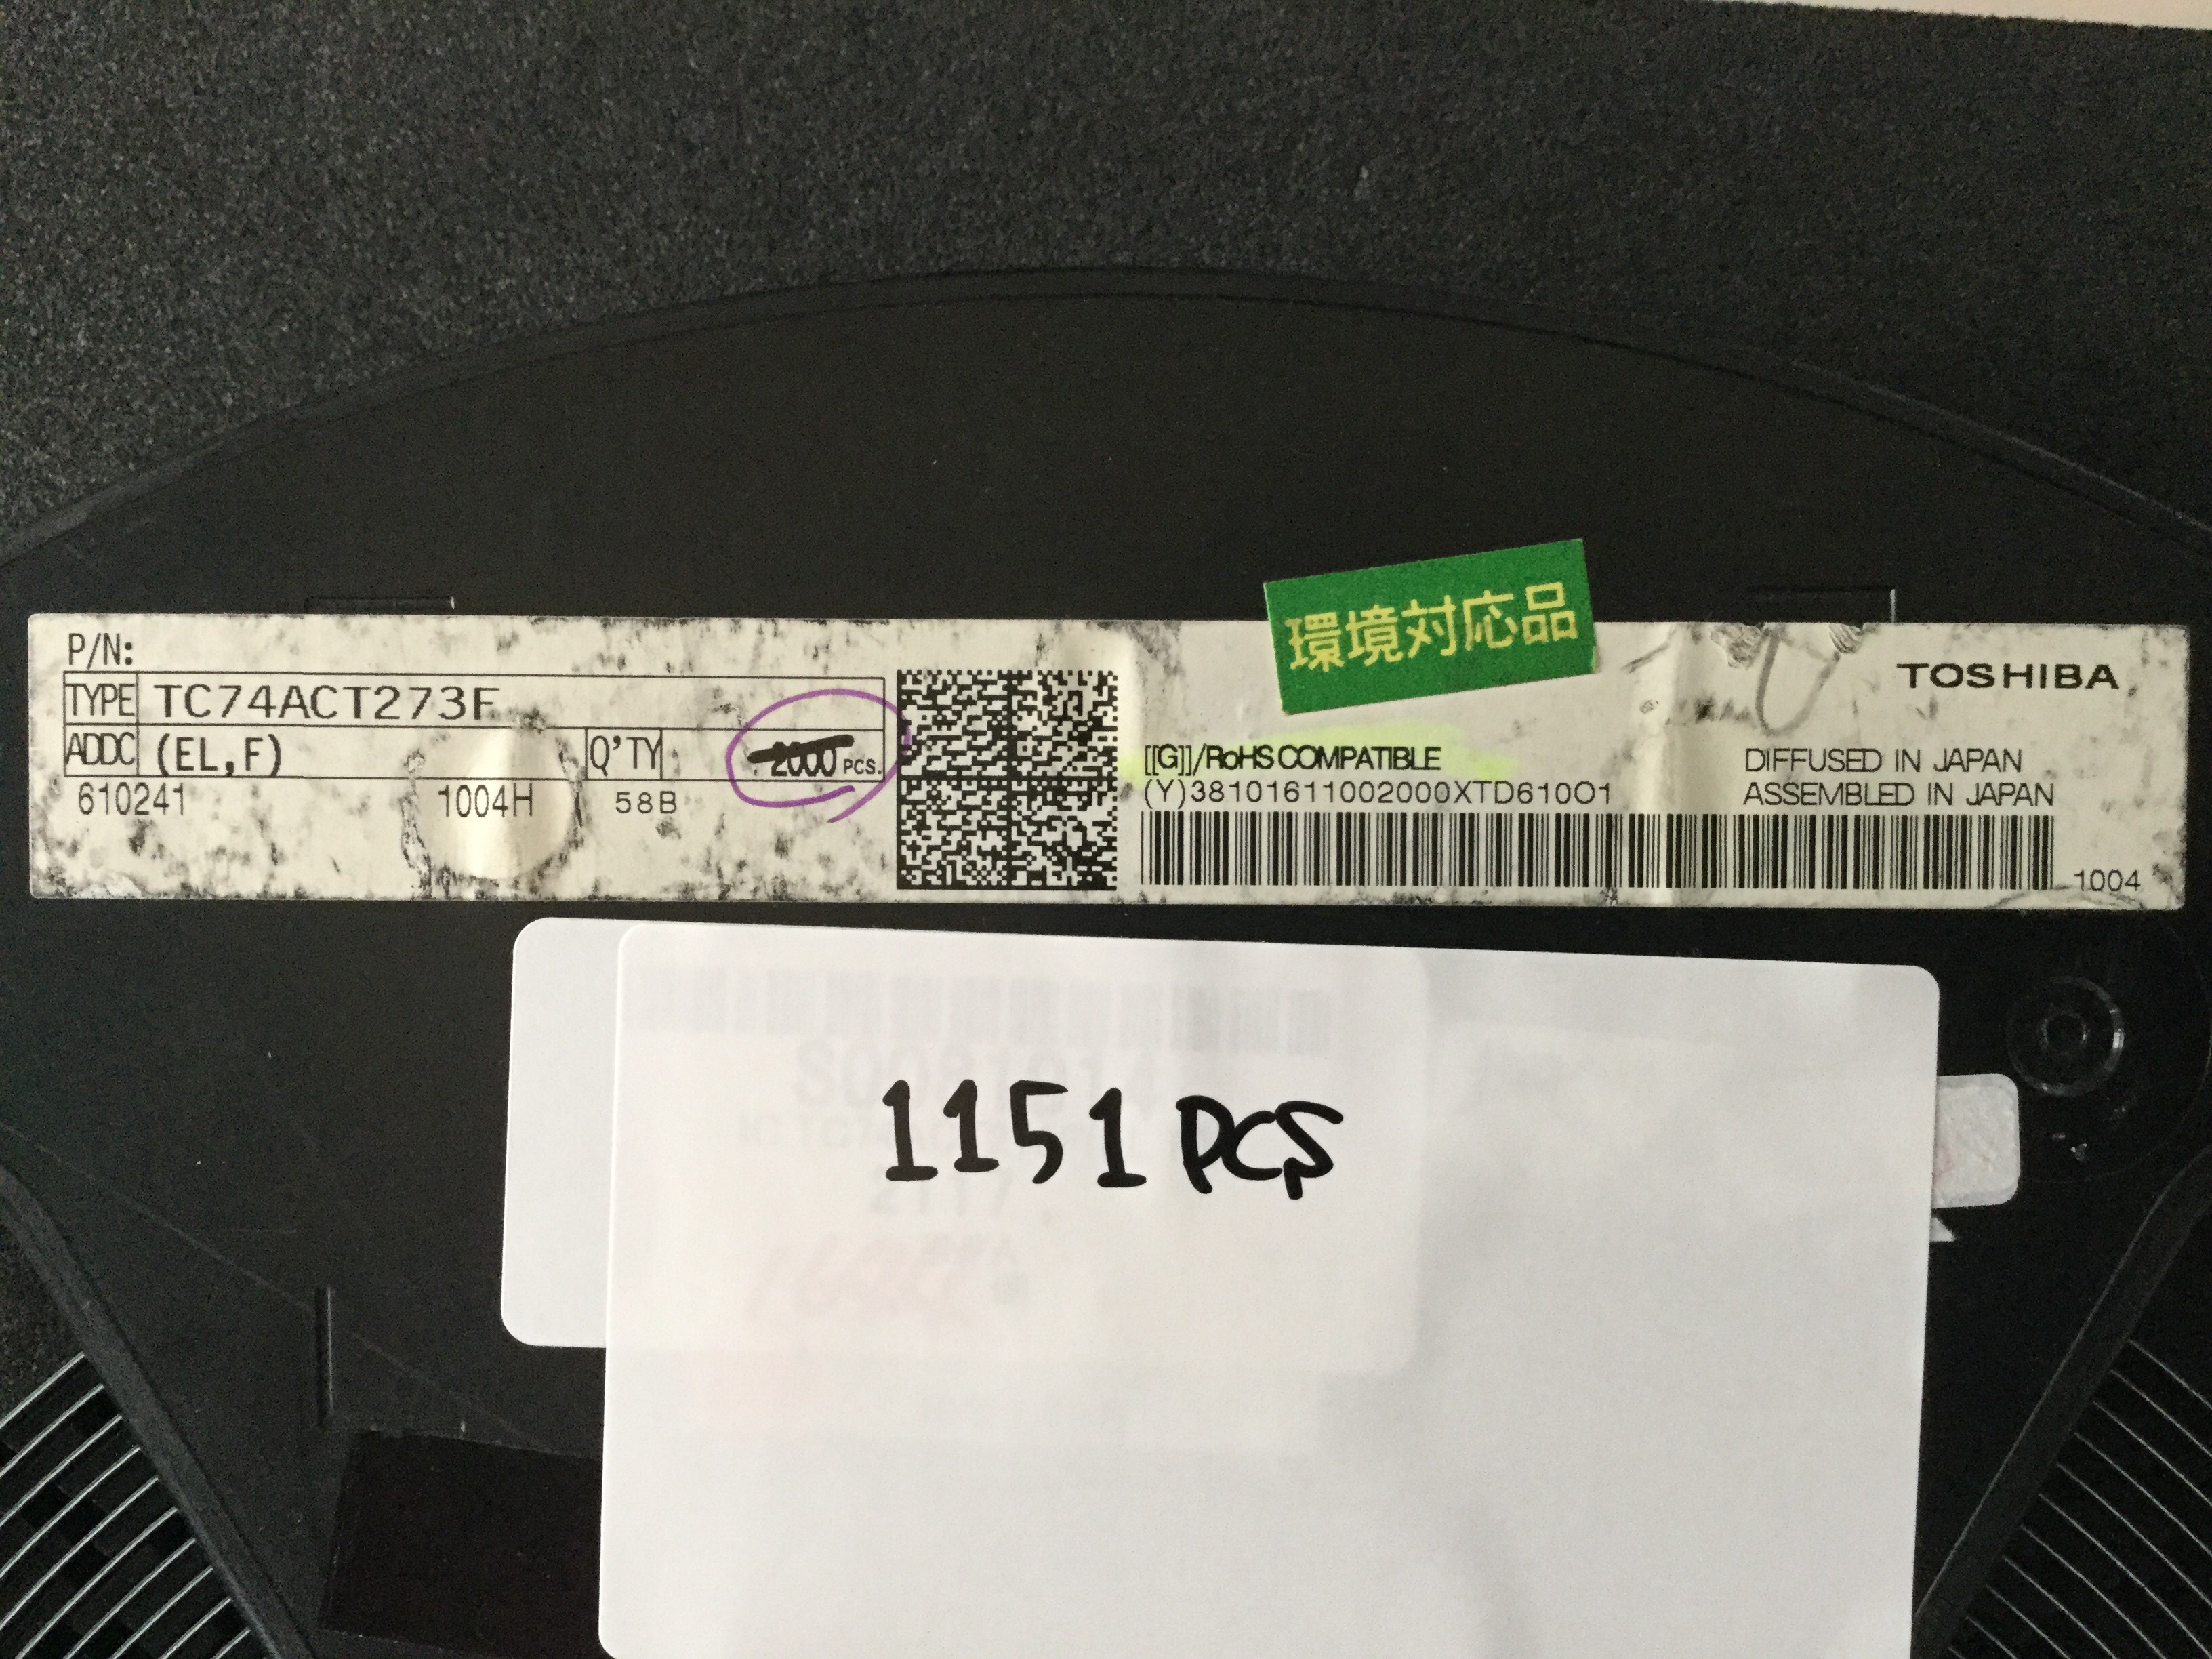 環境対応品
P/N:
TYPE TC74ACT273F
TOSHIBA
ADDC (EL,F) Q'TY 2000 PCS.
[[G]]/RoHS COMPATIBLE
DIFFUSED IN JAPAN
610241 1004H 58B
(Y)38101611002000XTD61001
ASSEMBLED IN JAPAN
1004
1151 PCS